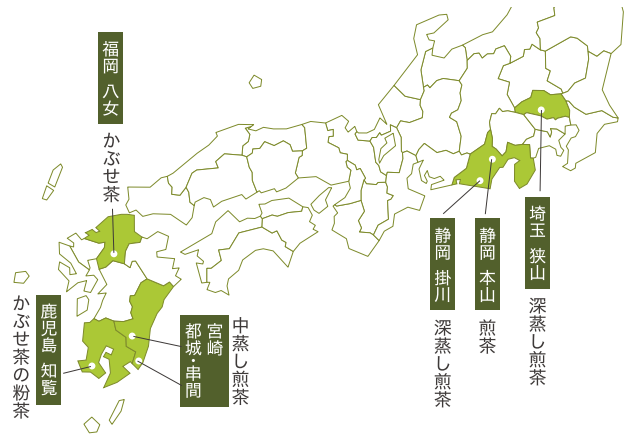 福岡 八女
かぶせ茶
鹿児島 知覧
かぶせ茶の粉茶
宮崎
都城・串間
中蒸し煎茶
静岡 掛川
深蒸し煎茶
静岡 本山
煎茶
埼玉 狭山
深蒸し煎茶